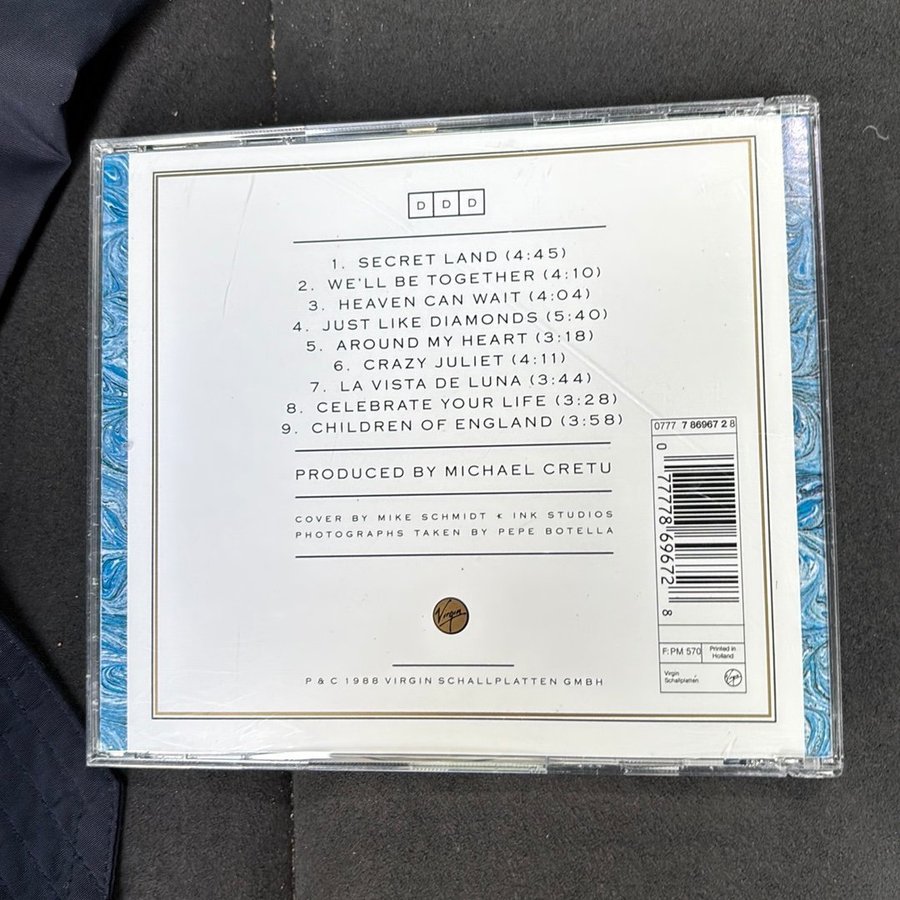 D D D
1. SECRET LAND (4:45)
2. WE'LL BE TOGETHER (4:10)
3. HEAVEN CAN WAIT (4:04)
4. JUST LIKE DIAMONDS (5:40)
5. AROUND MY HEART (3:18)
6. CRAZY JULIET (4:11)
7. LA VISTA DE LUNA (3:44)
8. CELEBRATE YOUR LIFE (3:28)
9. CHILDREN OF ENGLAND (3:58)
PRODUCED BY MICHAEL CRETU
COVER BY MIKE SCHMIDT & INK STUDIOS
PHOTOGRAPHS TAKEN BY PEPE BOTELLA
Virgin
P & C 1988 VIRGIN SCHALLPLATTEN GMBH
0777 7 86967 2 8
0 77778 69672 8
F: PM 570
Printed in
Holland
Virgin
Schallplatten
Virgin